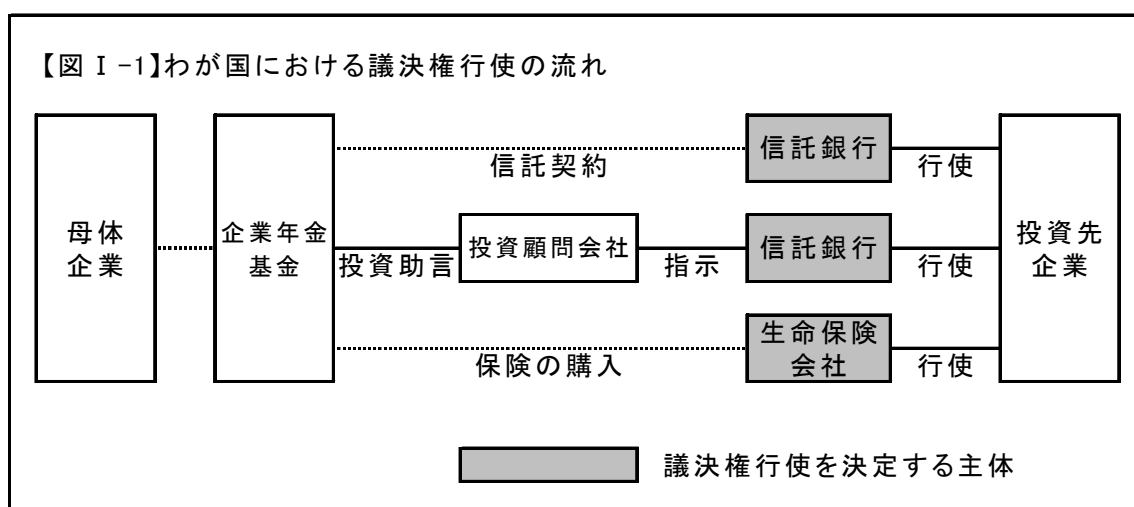 【図Ⅰ-1】わが国における議決権行使の流れ
母体
企業
企業年金
基金
信託契約
信託銀行
行使
投資助言
投資顧問会社
指示
信託銀行
行使
保険の購入
生命保険
会社
行使
投資先
企業
議決権行使を決定する主体